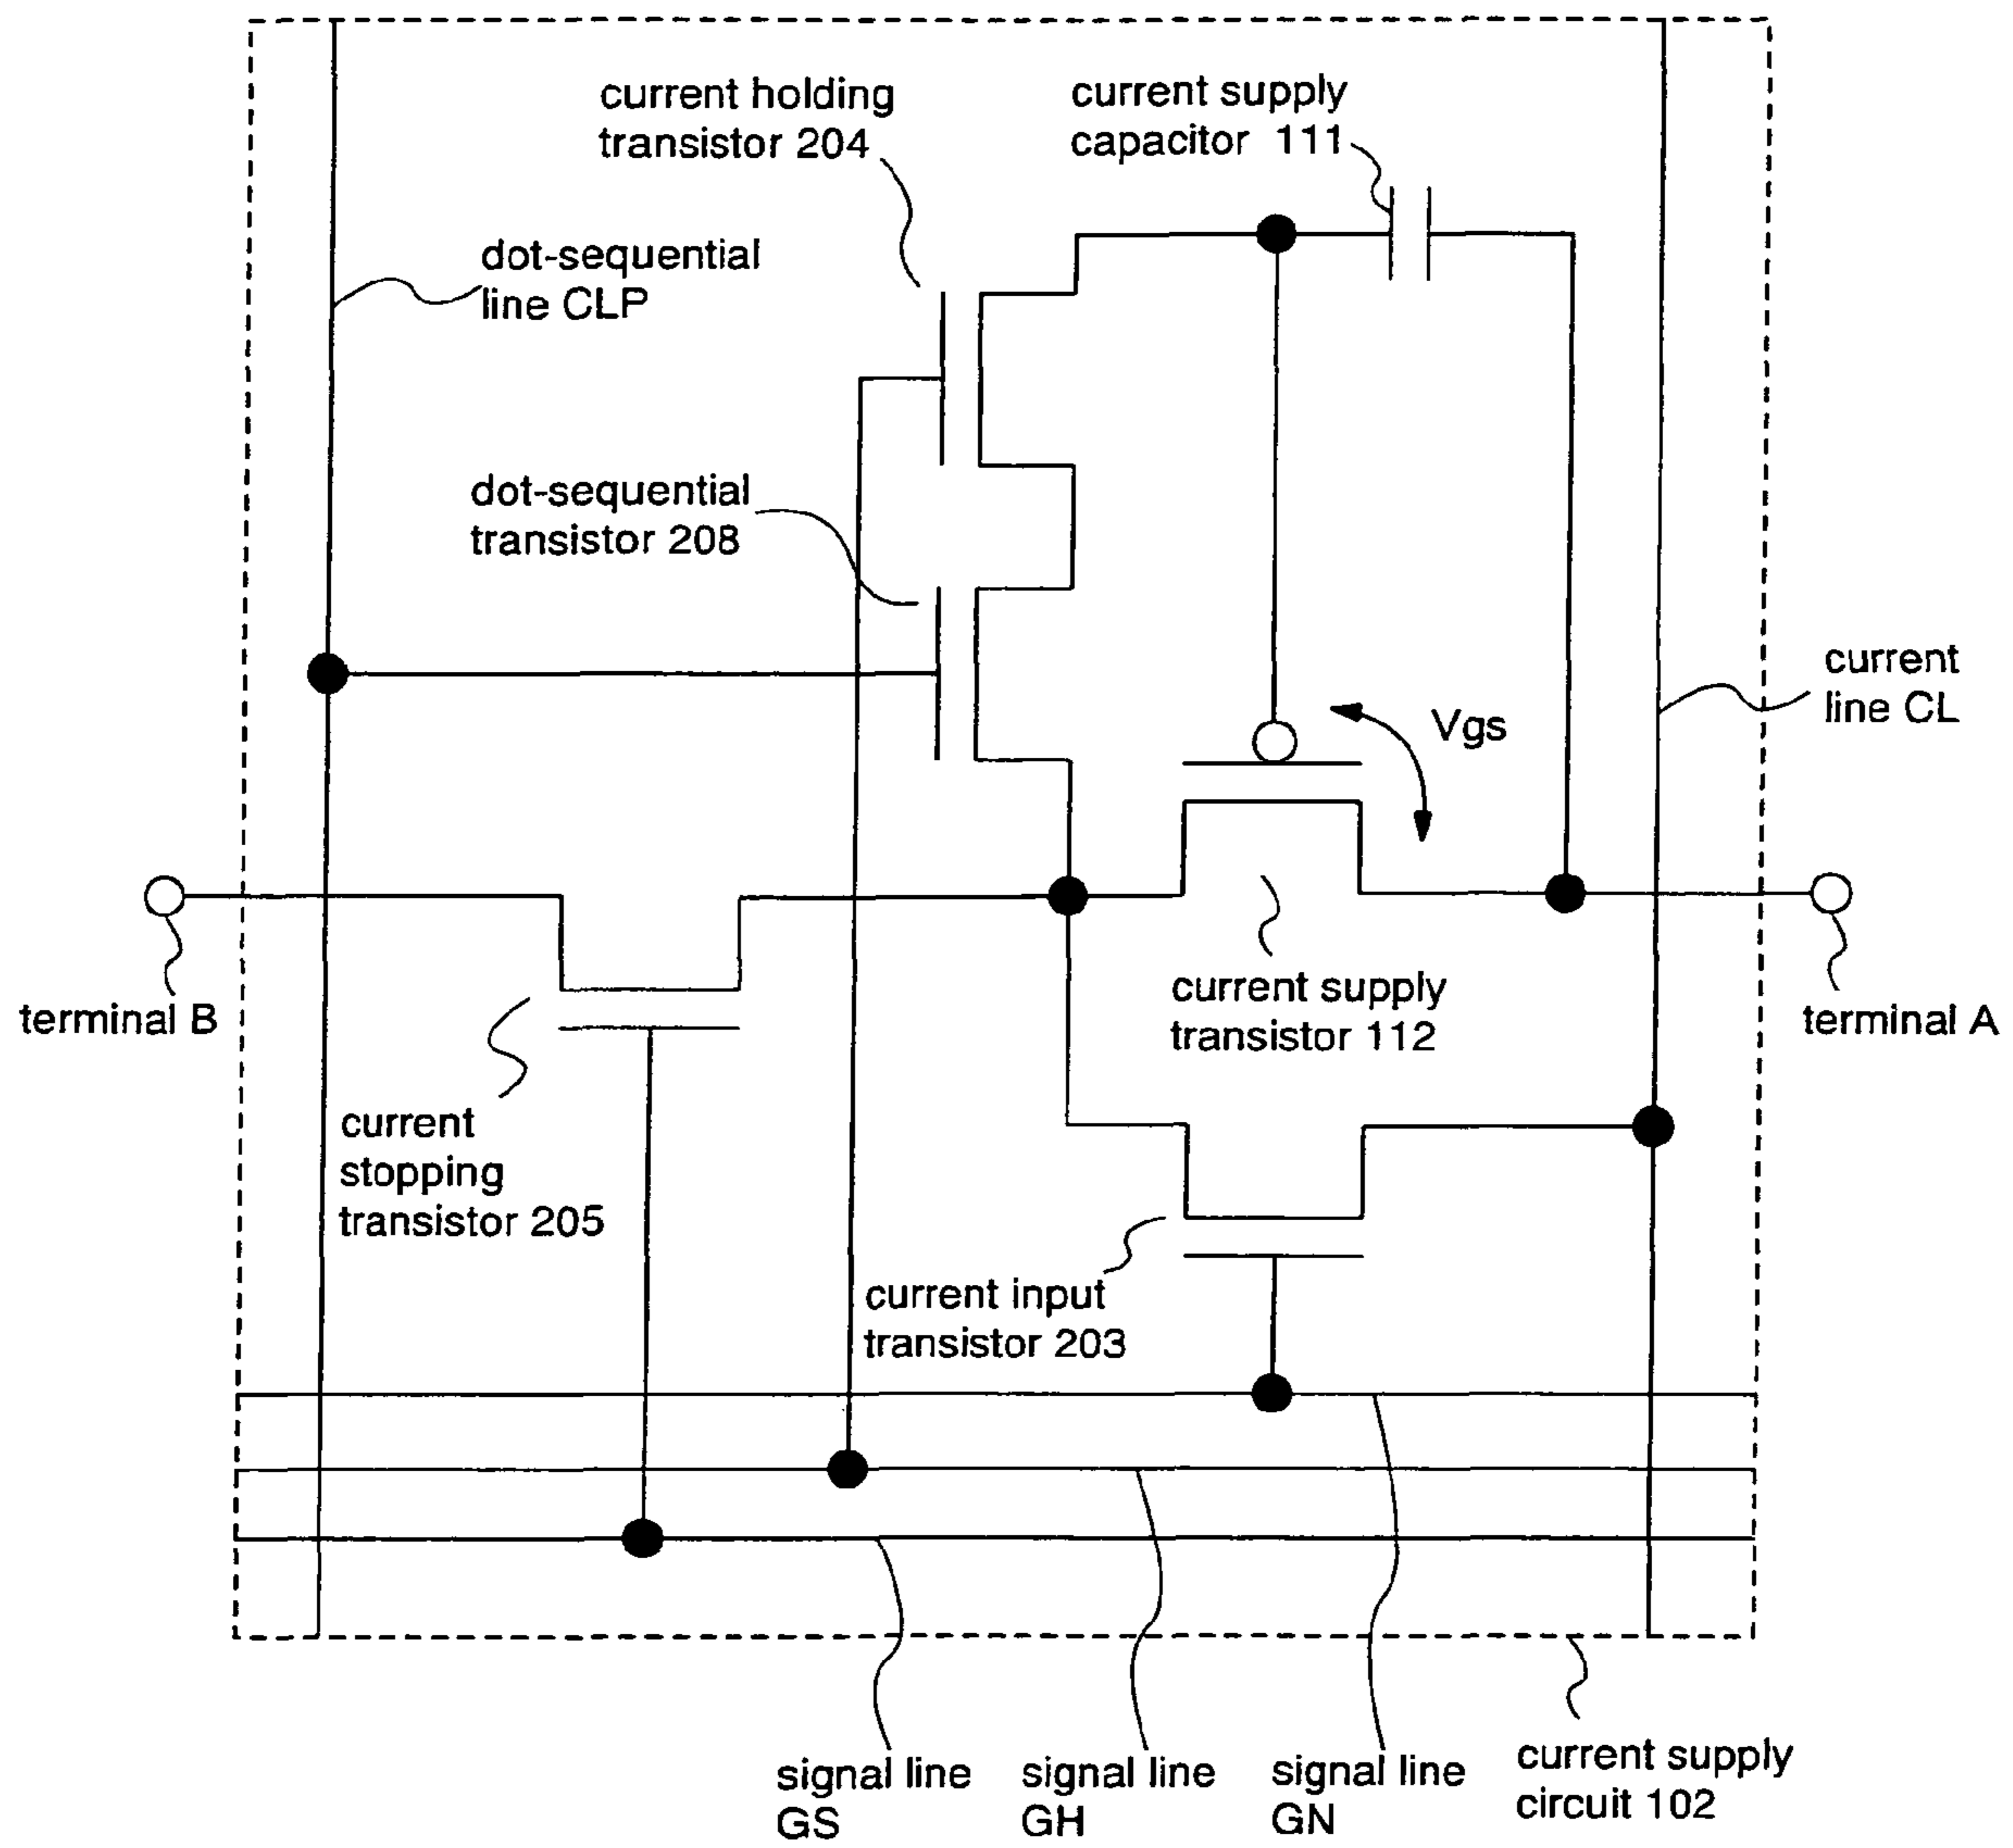 current holding
transistor 204
current supply
capacitor 111
dot-sequential
line CLP
dot-sequential
transistor 208
current
line CL
Vgs
terminal B
current supply
transistor 112
terminal A
current
stopping
transistor 205
current input
transistor 203
signal line
GS
signal line
GH
signal line
GN
current supply
circuit 102